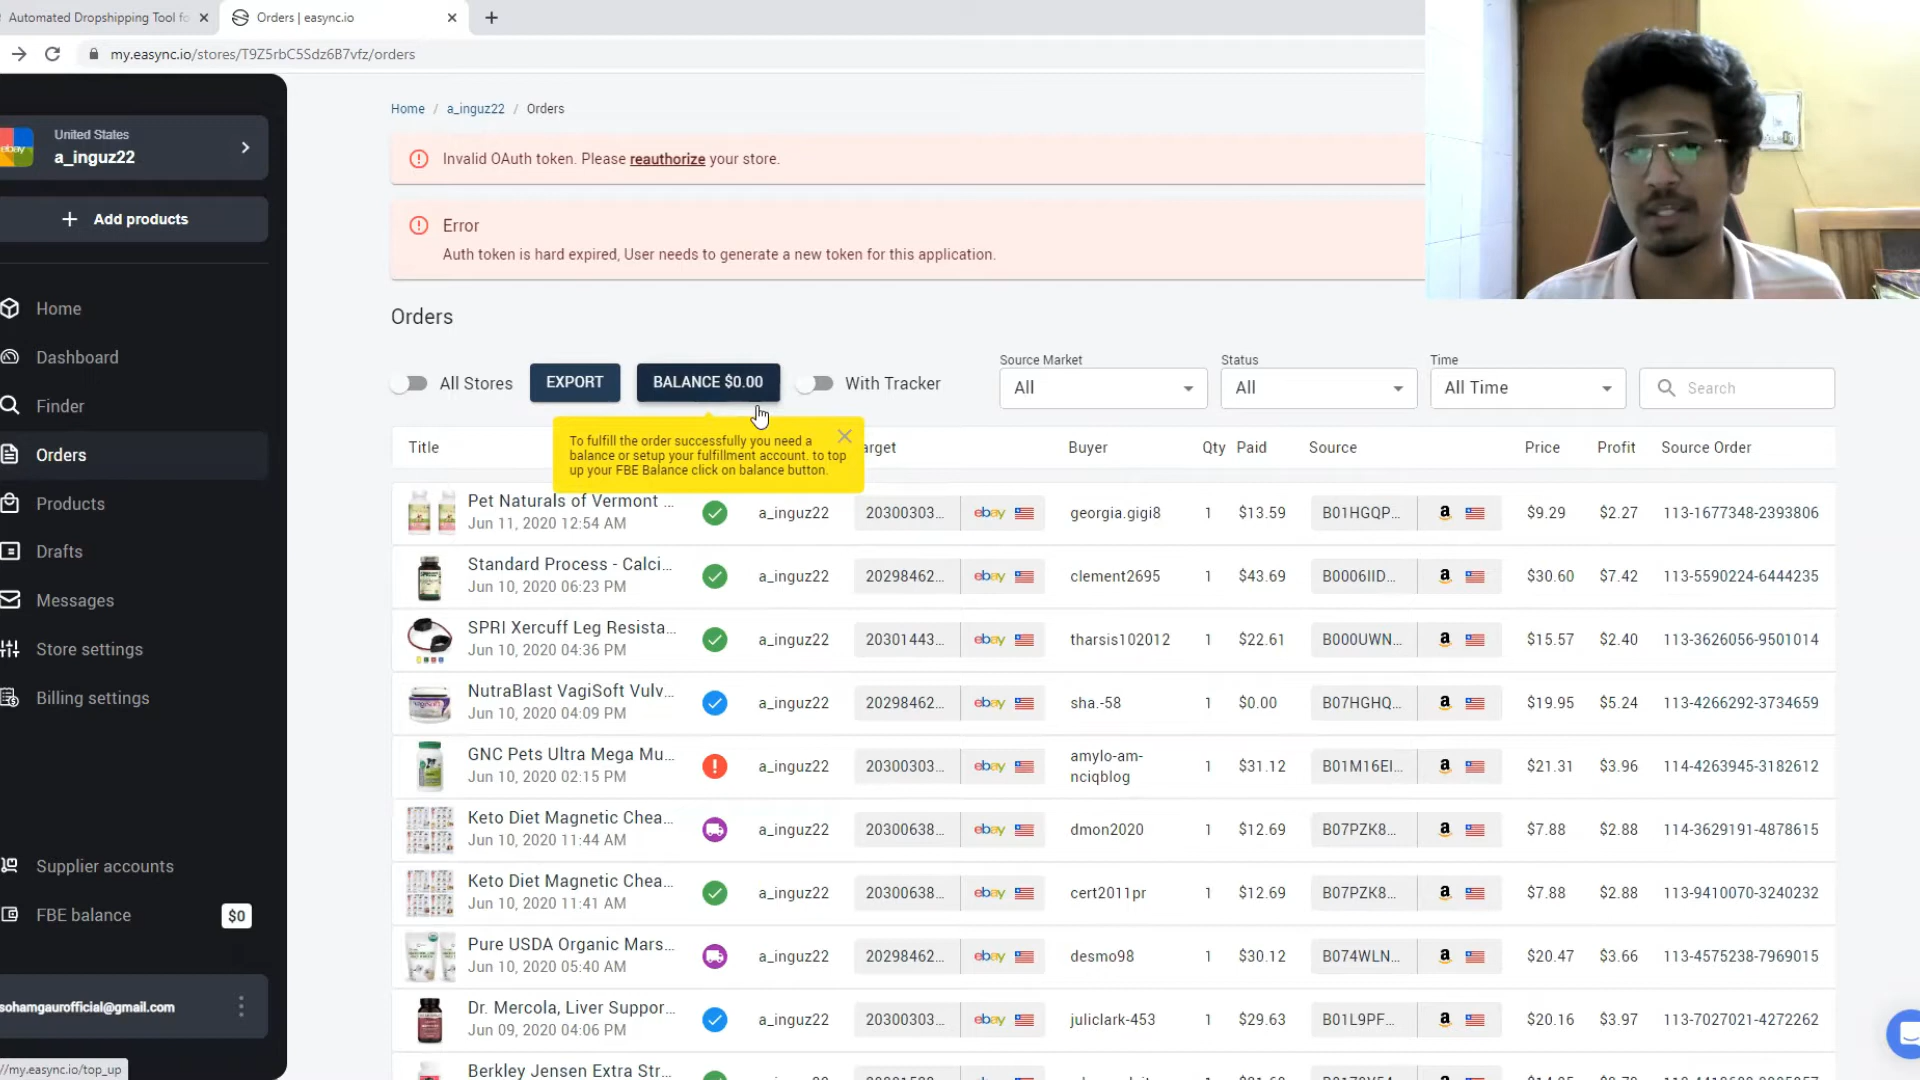 Automated Dropshipping Tool fo
Orders | easync.io
my.easync.io/stores/T9Z5rbC5Sdz6B7vfz/orders
ebay
United States
a_inguz22
Add products
Home
Dashboard
Finder
Orders
Products
Drafts
Messages
Store settings
Billing settings
Supplier accounts
FBE balance $0
sohamgaurofficial@gmail.com
//my.easync.io/top_up
Home / a_inguz22 / Orders
Invalid OAuth token. Please reauthorize your store.
Error
Auth token is hard expired, User needs to generate a new token for this application.
Orders
All Stores EXPORT BALANCE $0.00 With Tracker
Source Market Status Time
All All All Time Search
To fulfill the order successfully you need a
balance or setup your fulfillment account. to top
up your FBE Balance click on balance button.
Title arget Buyer Qty Paid Source Price Profit Source Order
Pet Naturals of Vermont ...
Jun 11, 2020 12:54 AM
a_inguz22 20300303... ebay georgia.gigi8 1 $13.59 B01HGQP... a $9.29 $2.27 113-1677348-2393806
Standard Process - Calci...
Jun 10, 2020 06:23 PM
a_inguz22 20298462... ebay clement2695 1 $43.69 B0006IID... a $30.60 $7.42 113-5590224-6444235
SPRI Xercuff Leg Resista...
Jun 10, 2020 04:36 PM
a_inguz22 20301443... ebay tharsis102012 1 $22.61 B000UWN... a $15.57 $2.40 113-3626056-9501014
NutraBlast VagiSoft Vulv...
Jun 10, 2020 04:09 PM
a_inguz22 20298462... ebay sha.-58 1 $0.00 B07HGHQ... a $19.95 $5.24 113-4266292-3734659
GNC Pets Ultra Mega Mu...
Jun 10, 2020 02:15 PM
a_inguz22 20300303... ebay amylo-am-
nciqblog 1 $31.12 B01M16EI... a $21.31 $3.96 114-4263945-3182612
Keto Diet Magnetic Chea...
Jun 10, 2020 11:44 AM
a_inguz22 20300638... ebay dmon2020 1 $12.69 B07PZK8... a $7.88 $2.88 114-3629191-4878615
Keto Diet Magnetic Chea...
Jun 10, 2020 11:41 AM
a_inguz22 20300638... ebay cert2011pr 1 $12.69 B07PZK8... a $7.88 $2.88 113-9410070-3240232
Pure USDA Organic Mars...
Jun 10, 2020 05:40 AM
a_inguz22 20298462... ebay desmo98 1 $30.12 B074WLN... a $20.47 $3.66 113-4575238-7969015
Dr. Mercola, Liver Suppor...
Jun 09, 2020 04:06 PM
a_inguz22 20300303... ebay juliclark-453 1 $29.63 B01L9PF... a $20.16 $3.97 113-7027021-4272262
Berkley Jensen Extra Str...